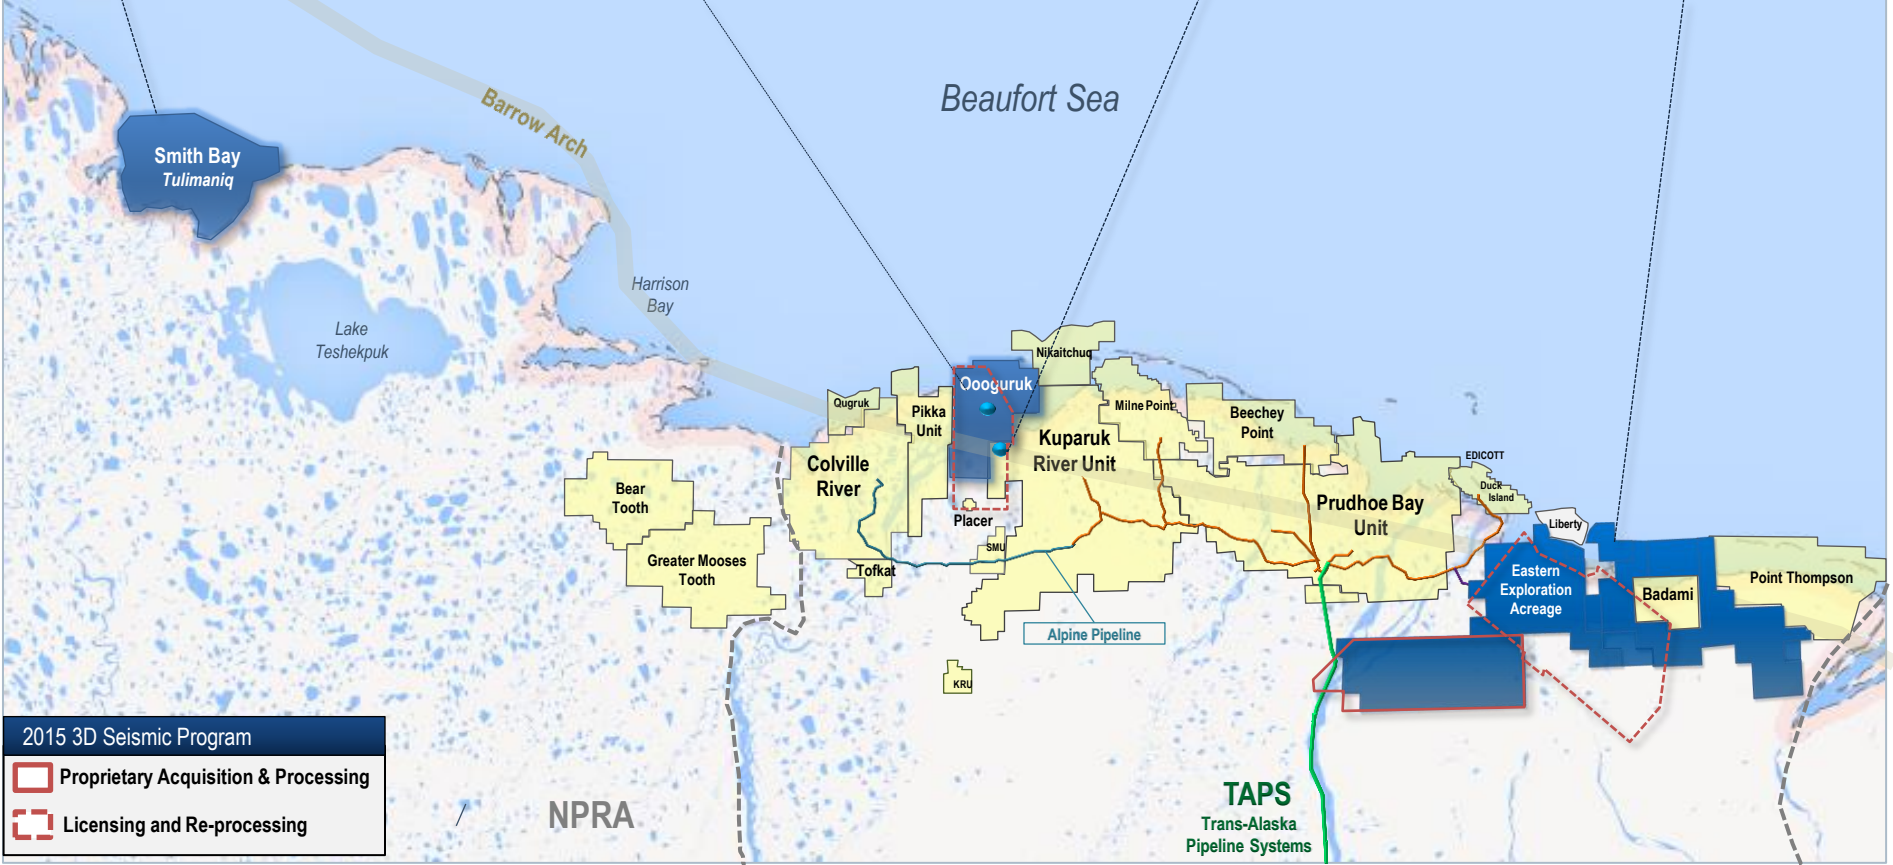 Beaufort Sea
Barrow Arch
Smith Bay
Tulimaniq
Harrison
Bay
Lake
Teshekpuk
Nikaitchuq
Oooguruk
Qugruk
Pikka
Unit
Milne Point
Beechey
Point
Kuparuk
River Unit
Colville
River
EDICOTT
Duck
Island
Bear
Tooth
Prudhoe Bay
Unit
Placer
Liberty
SMU
Greater Mooses
Tooth
Tofkat
Eastern
Exploration
Acreage
Badami
Point Thompson
Alpine Pipeline
KRU
2015 3D Seismic Program
Proprietary Acquisition & Processing
Licensing and Re-processing
NPRA
TAPS
Trans-Alaska
Pipeline Systems